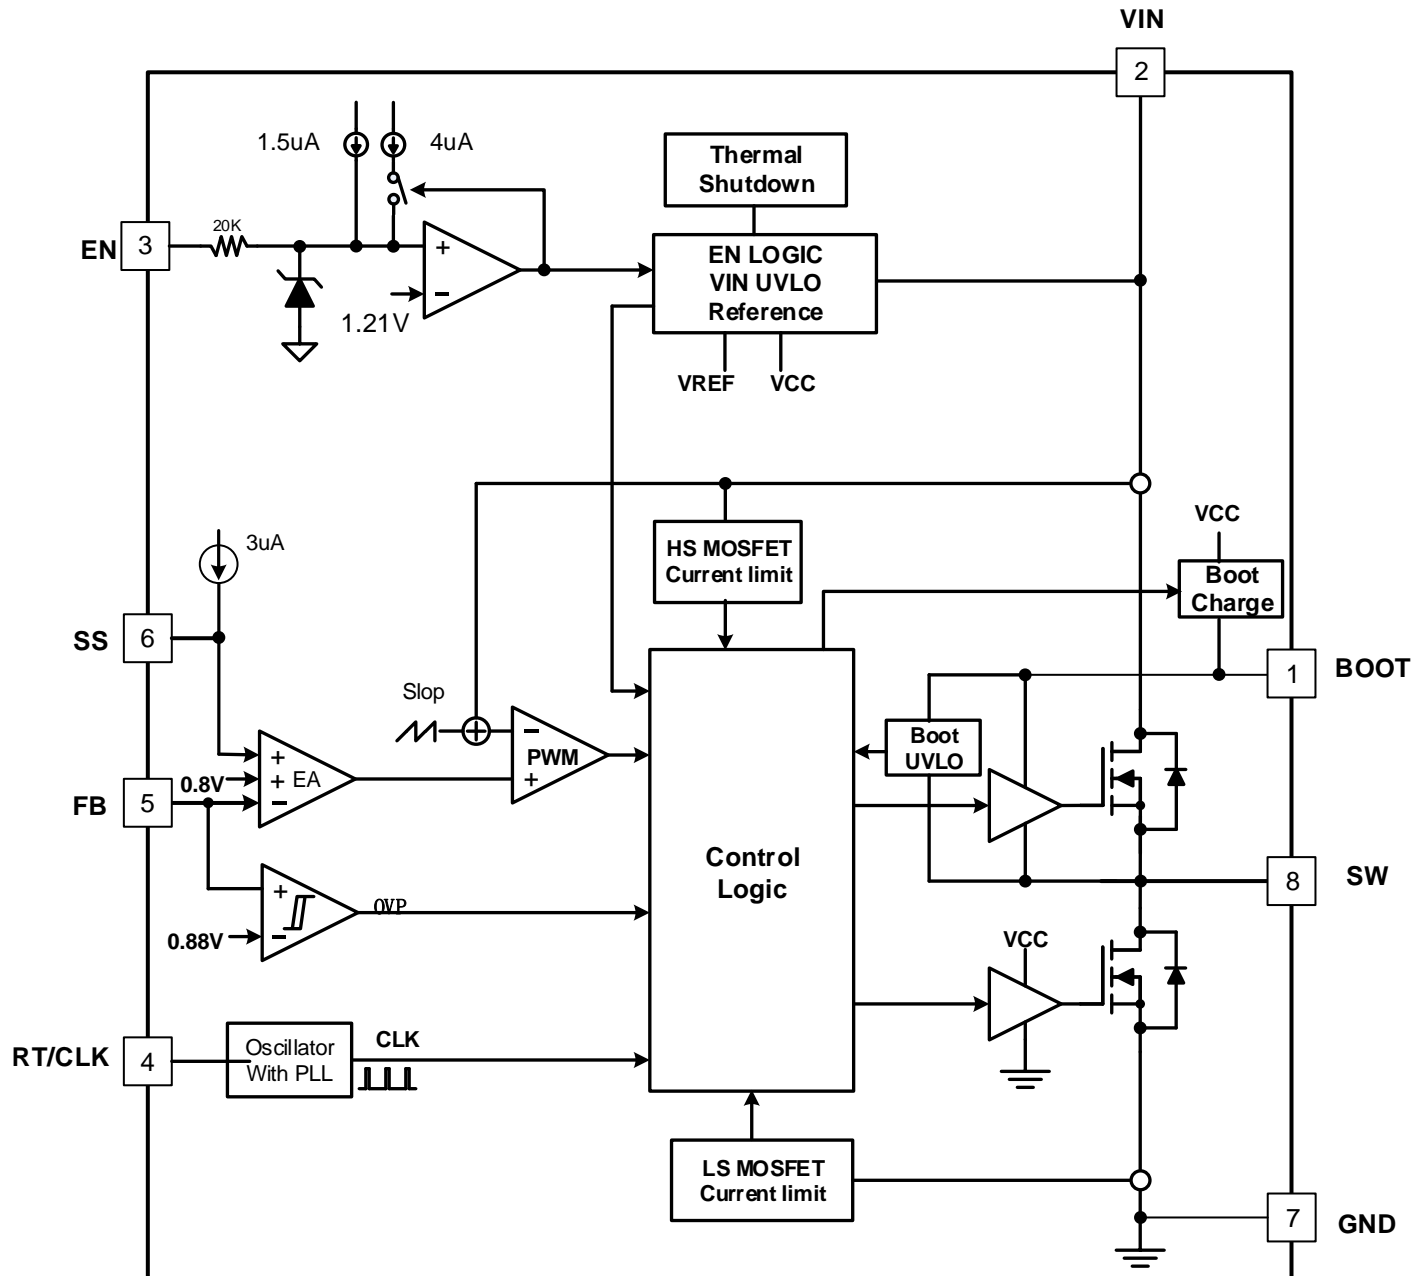 VIN
2
1.5uA
4uA
Thermal
Shutdown
20K
EN
3
+
EN LOGIC
VIN UVLO
Reference
−
1.21V
VREF
VCC
VCC
3uA
HS MOSFET
Current limit
Boot
Charge
SS
6
1
BOOT
Slop
+
−
PWM
+
Boot
UVLO
+
0.8V
+
EA
−
FB
5
Control
Logic
8
SW
+
OVP
0.88V
−
VCC
RT/CLK
4
Oscillator
With PLL
CLK
LS MOSFET
Current limit
7
GND